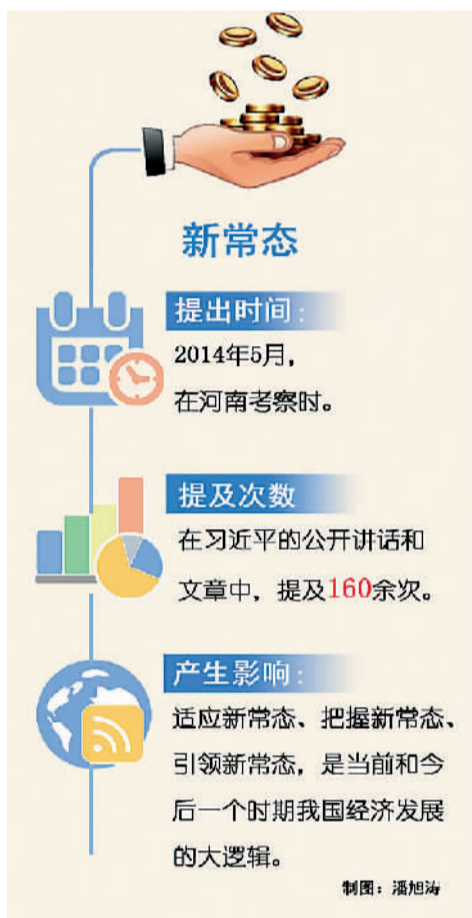 新常态
提出时间：
2014年5月，
在河南考察时。
提及次数
在习近平的公开讲话和
文章中，提及160余次。
产生影响：
适应新常态、把握新常态、
引领新常态，是当前和今
后一个时期我国经济发展
的大逻辑。
制图：潘旭涛